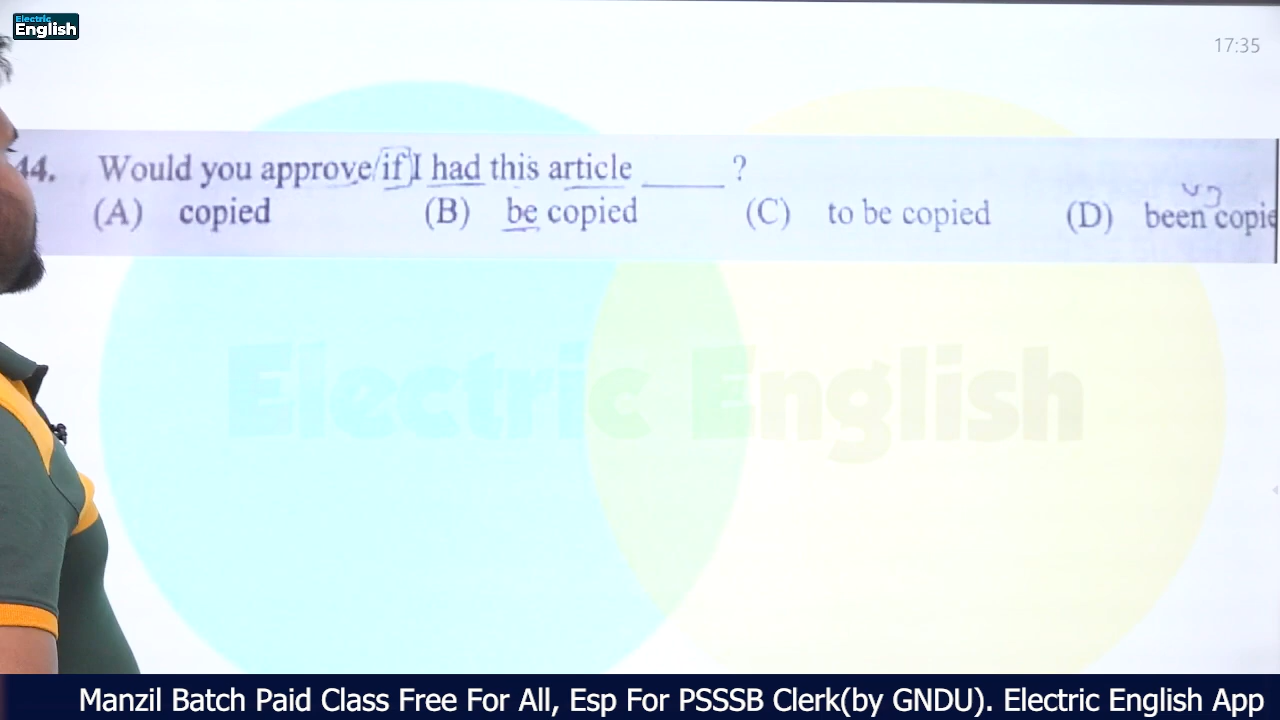 Electric
English
17:35
44. Would you approve if I had this article ______ ?
(A) copied (B) be copied (C) to be copied (D) been copie
Electric English
Manzil Batch Paid Class Free For All, Esp For PSSSB Clerk(by GNDU). Electric English App